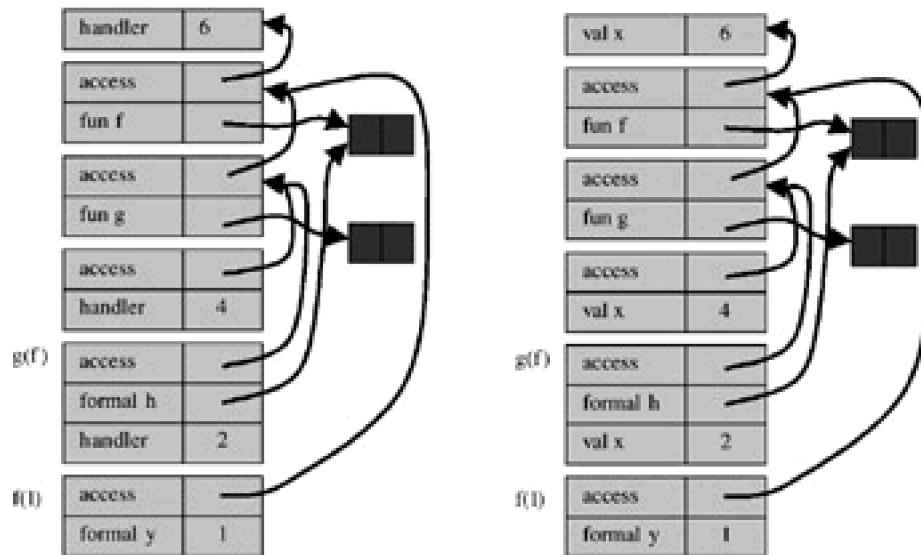 handler 6
access
fun f
access
fun g
access
handler 4
g(f) access
formal h
handler 2
f(1) access
formal y 1
val x 6
access
fun f
access
fun g
access
val x 4
g(f) access
formal h
val x 2
f(1) access
formal y 1